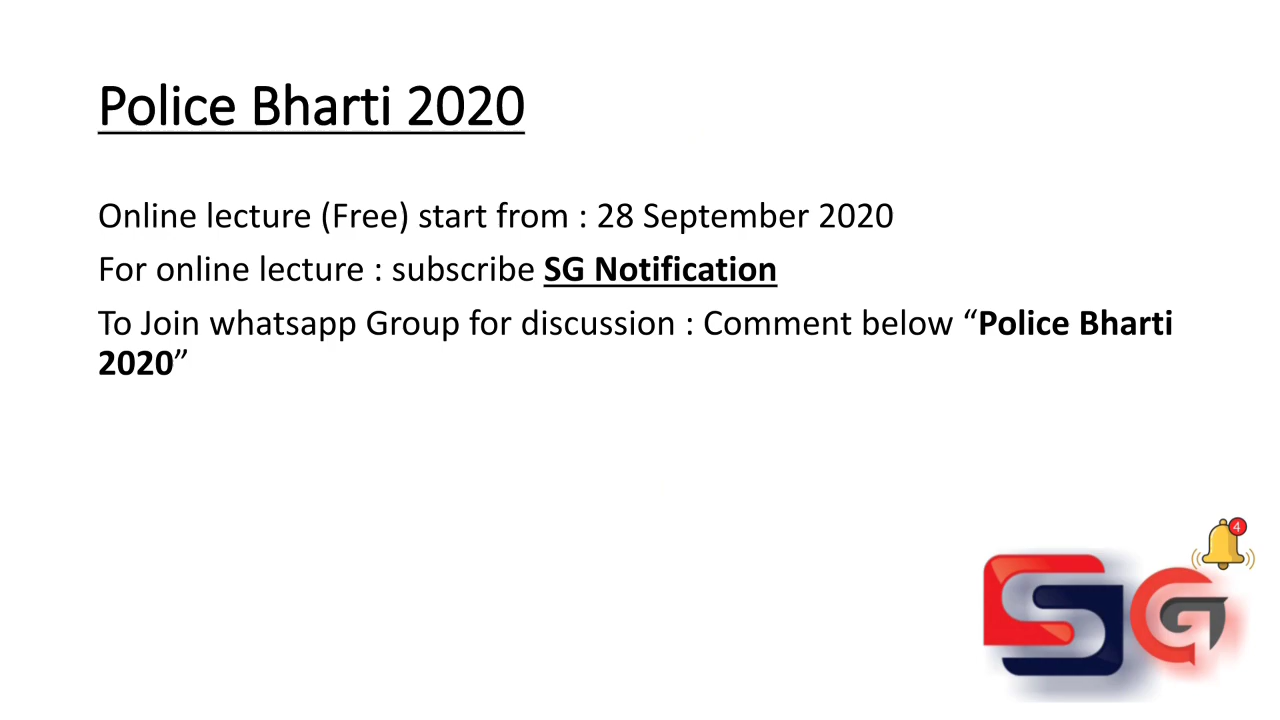 Police Bharti 2020
Online lecture (Free) start from : 28 September 2020
For online lecture : subscribe SG Notification
To Join whatsapp Group for discussion : Comment below “Police Bharti
2020”
4
SG